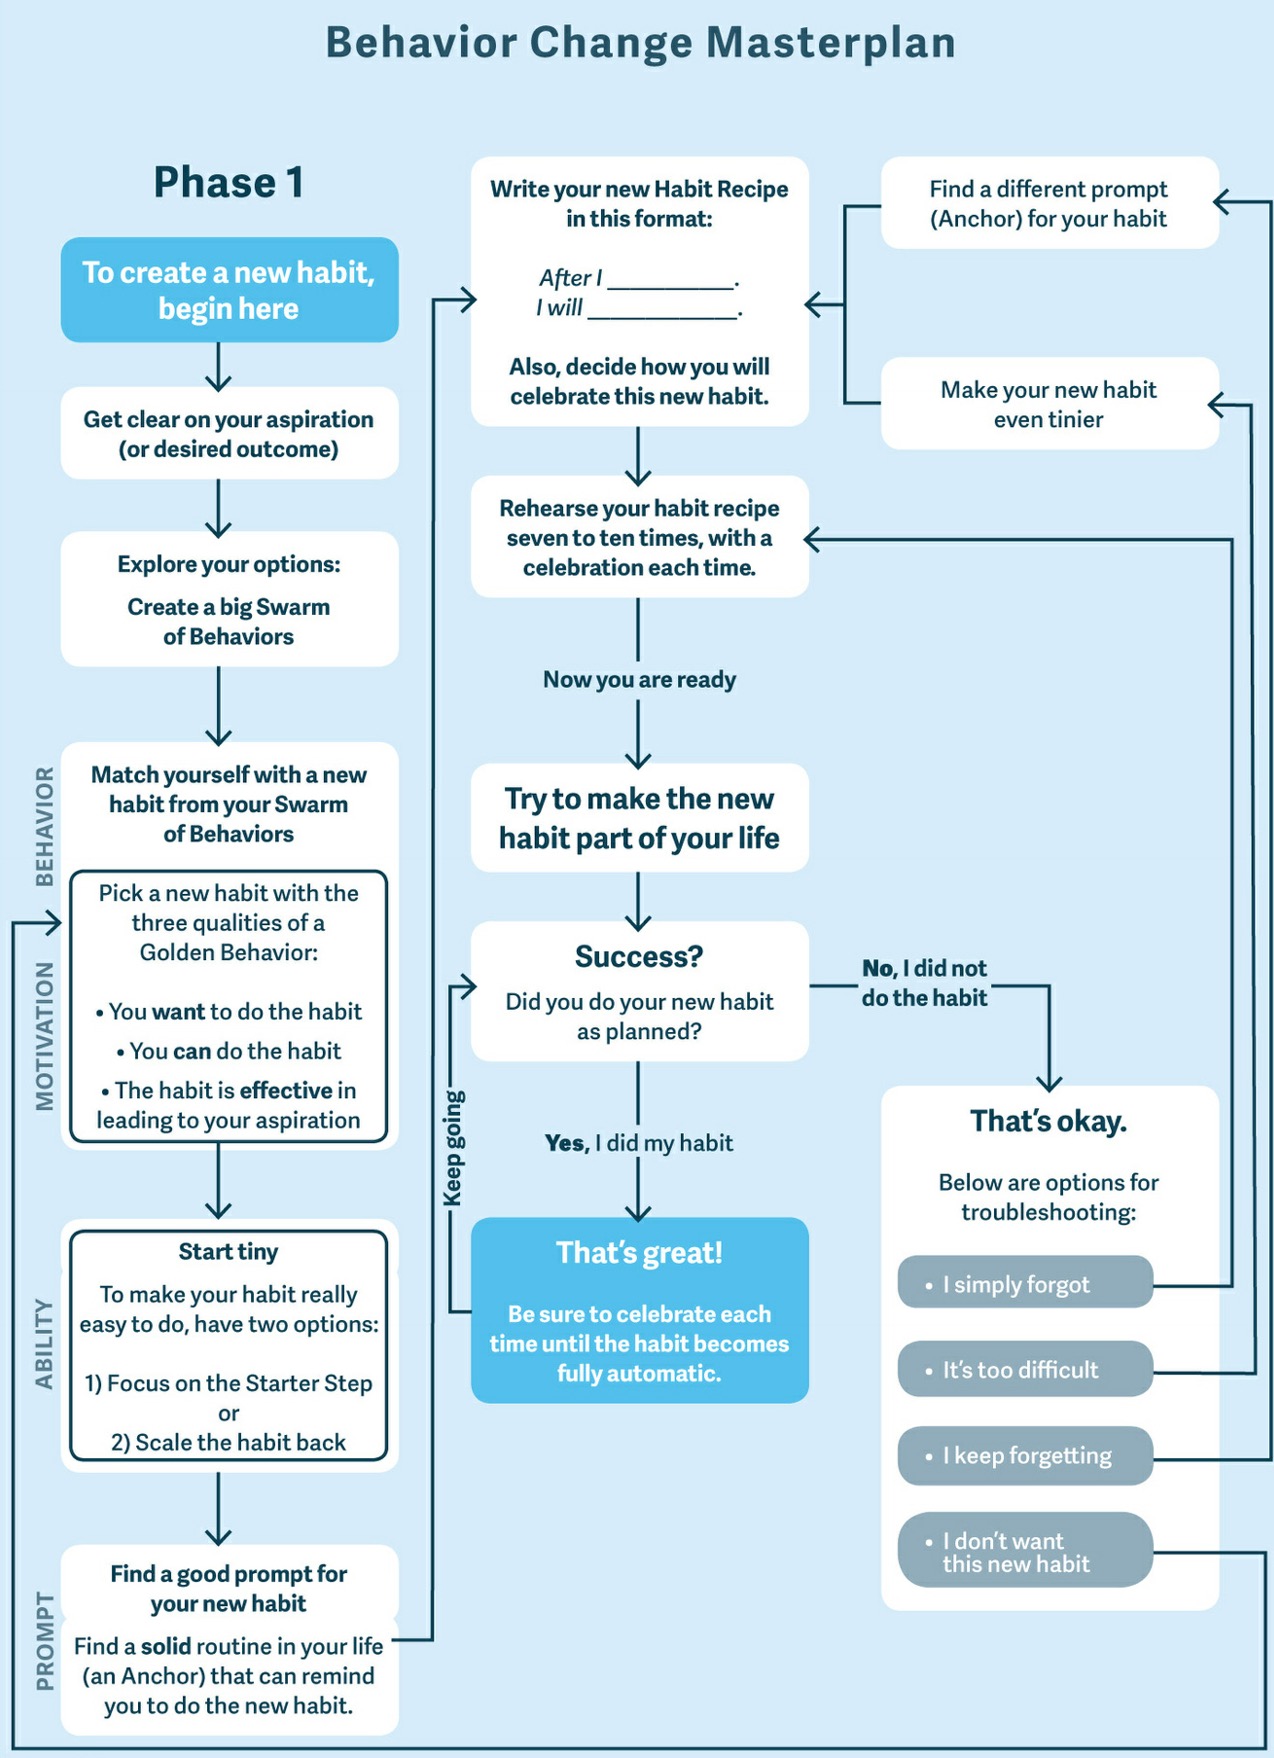 Behavior Change Masterplan
Phase 1
To create a new habit,
begin here
Get clear on your aspiration
(or desired outcome)
Explore your options:
Create a big Swarm
of Behaviors
BEHAVIOR
Match yourself with a new
habit from your Swarm
of Behaviors
MOTIVATION
Pick a new habit with the
three qualities of a
Golden Behavior:
• You want to do the habit
• You can do the habit
• The habit is effective in
leading to your aspiration
ABILITY
Start tiny
To make your habit really
easy to do, have two options:
1) Focus on the Starter Step
or
2) Scale the habit back
PROMPT
Find a good prompt for
your new habit
Find a solid routine in your life
(an Anchor) that can remind
you to do the new habit.
Write your new Habit Recipe
in this format:
After I ___________.
I will _____________.
Also, decide how you will
celebrate this new habit.
Rehearse your habit recipe
seven to ten times, with a
celebration each time.
Now you are ready
Try to make the new
habit part of your life
Success?
Did you do your new habit
as planned?
Keep going
Yes, I did my habit
That's great!
Be sure to celebrate each
time until the habit becomes
fully automatic.
Find a different prompt
(Anchor) for your habit
Make your new habit
even tinier
No, I did not
do the habit
That's okay.
Below are options for
troubleshooting:
• I simply forgot
• It's too difficult
• I keep forgetting
• I don't want
this new habit